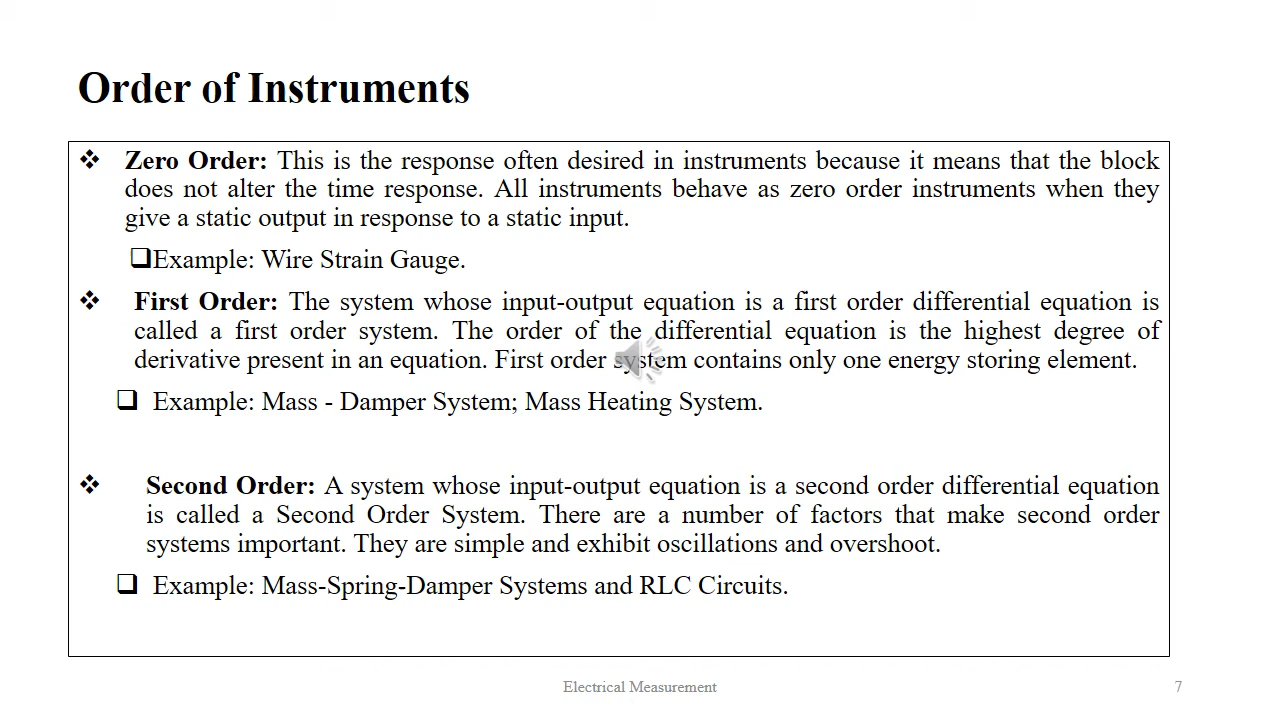 Order of Instruments
❖ Zero Order: This is the response often desired in instruments because it means that the block
does not alter the time response. All instruments behave as zero order instruments when they
give a static output in response to a static input.
❑Example: Wire Strain Gauge.
❖ First Order: The system whose input-output equation is a first order differential equation is
called a first order system. The order of the differential equation is the highest degree of
derivative present in an equation. First order system contains only one energy storing element.
❑ Example: Mass - Damper System; Mass Heating System.
❖ Second Order: A system whose input-output equation is a second order differential equation
is called a Second Order System. There are a number of factors that make second order
systems important. They are simple and exhibit oscillations and overshoot.
❑ Example: Mass-Spring-Damper Systems and RLC Circuits.
Electrical Measurement
7